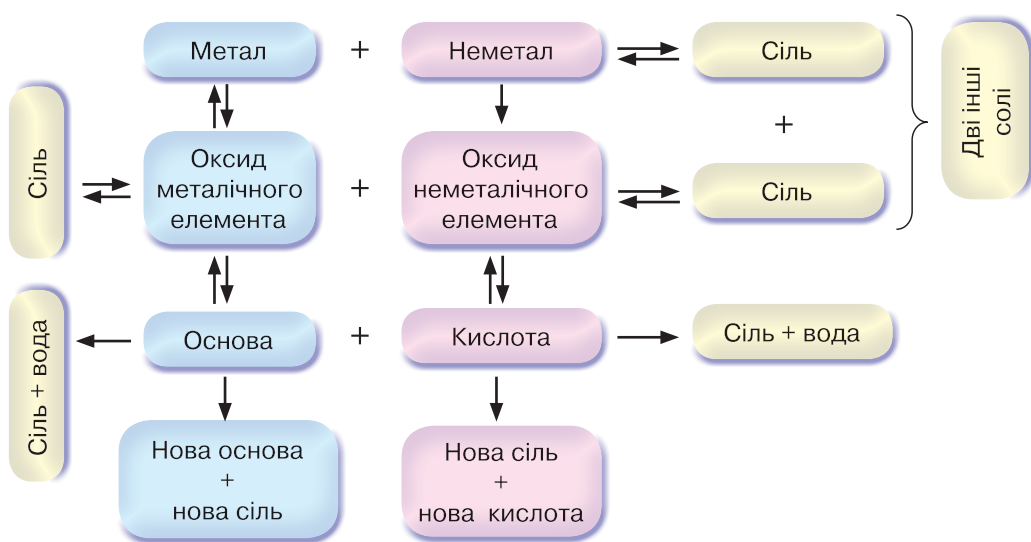 Метал + Неметал Сіль
+
Дві інші
солі
Сіль
Оксид
металічного
елемента
+
Оксид
неметалічного
елемента
Сіль
Сіль + вода
Основа + Кислота Сіль + вода
Нова основа
+
нова сіль
Нова сіль
+
нова кислота